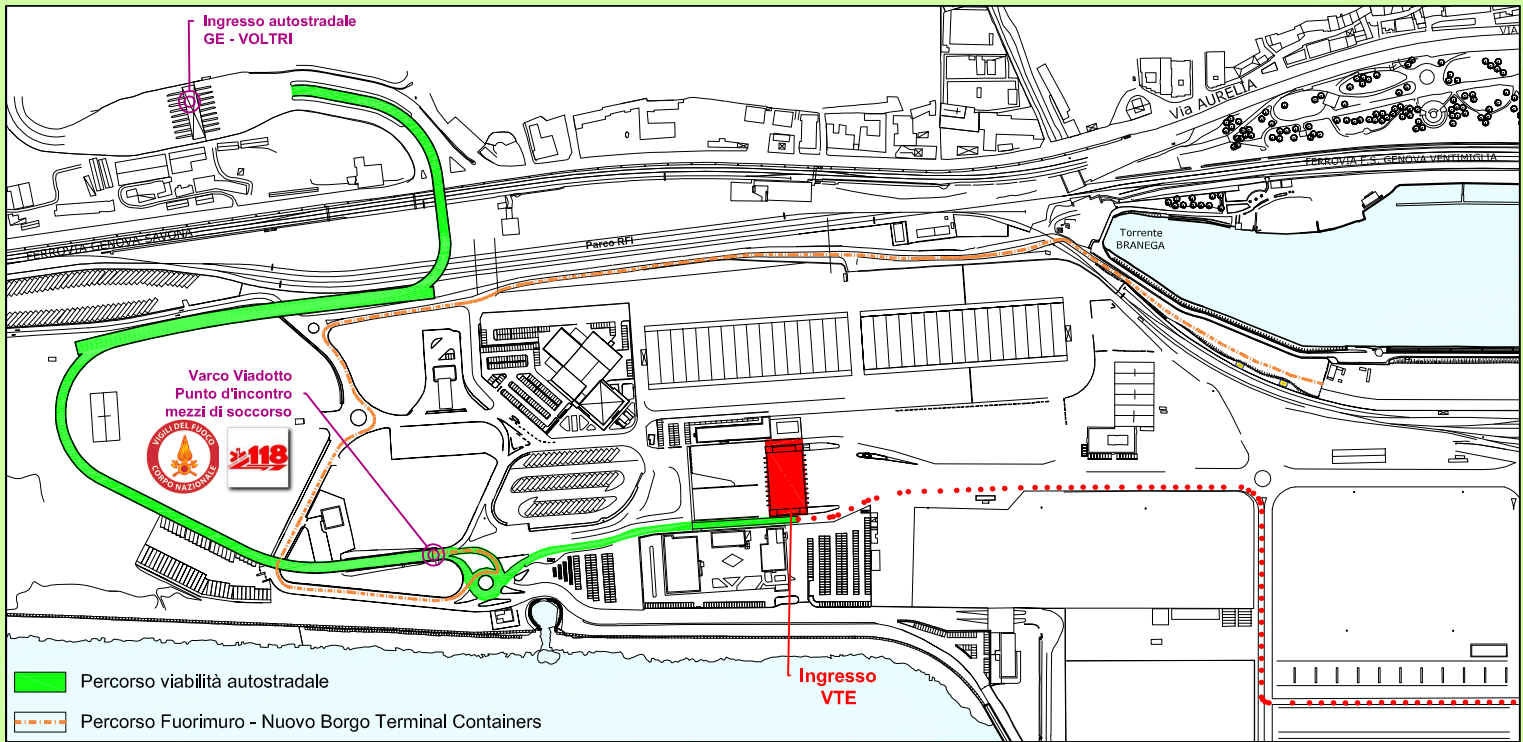 Ingresso autostradale
GE - VOLTRI
Via AURELIA
VIA
FERROVIA F.S. GENOVA VENTIMIGLIA
FERROVIA GENOVA SAVONA
Parco RFI
Torrente
BRANEGA
Varco Viadotto
Punto d'incontro
mezzi di soccorso
VIGILI DEL FUOCO
CORPO NAZIONALE
118
Ingresso
VTE
Percorso viabilità autostradale
Percorso Fuorimuro - Nuovo Borgo Terminal Containers